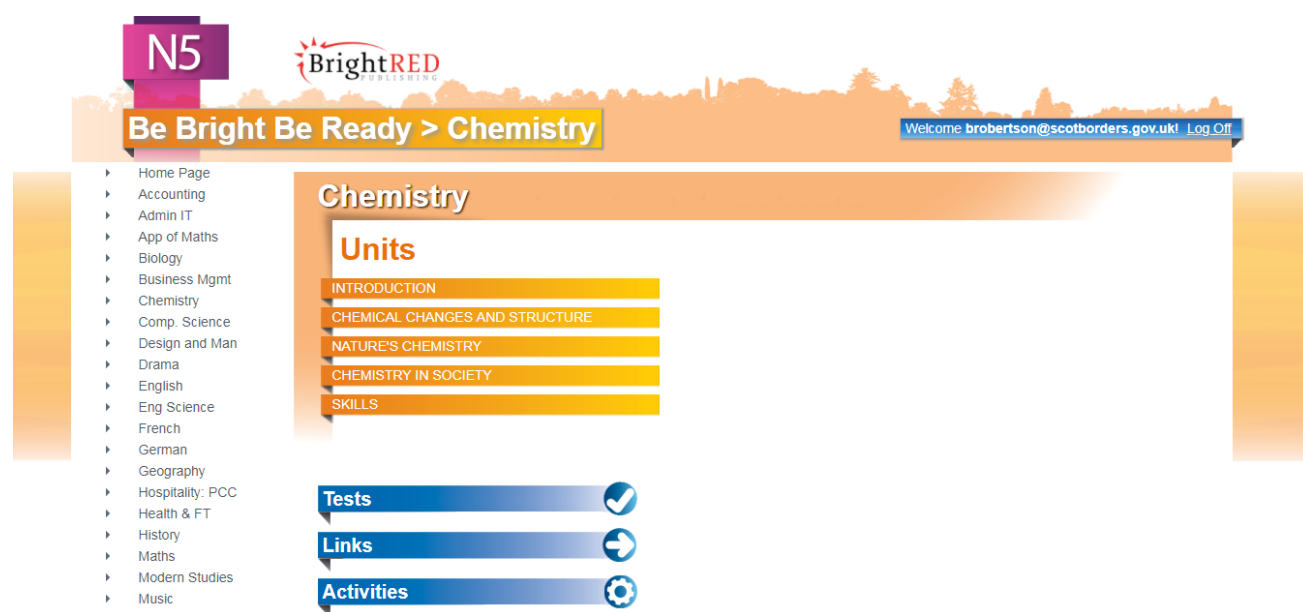 N5
BrightRED
PUBLISHING
Be Bright Be Ready > Chemistry
Welcome brobertson@scotborders.gov.uk! Log Off
Home Page
Accounting
Admin IT
App of Maths
Biology
Business Mgmt
Chemistry
Comp. Science
Design and Man
Drama
English
Eng Science
French
German
Geography
Hospitality: PCC
Health & FT
History
Maths
Modern Studies
Music
Chemistry
Units
INTRODUCTION
CHEMICAL CHANGES AND STRUCTURE
NATURE'S CHEMISTRY
CHEMISTRY IN SOCIETY
SKILLS
Tests
Links
Activities